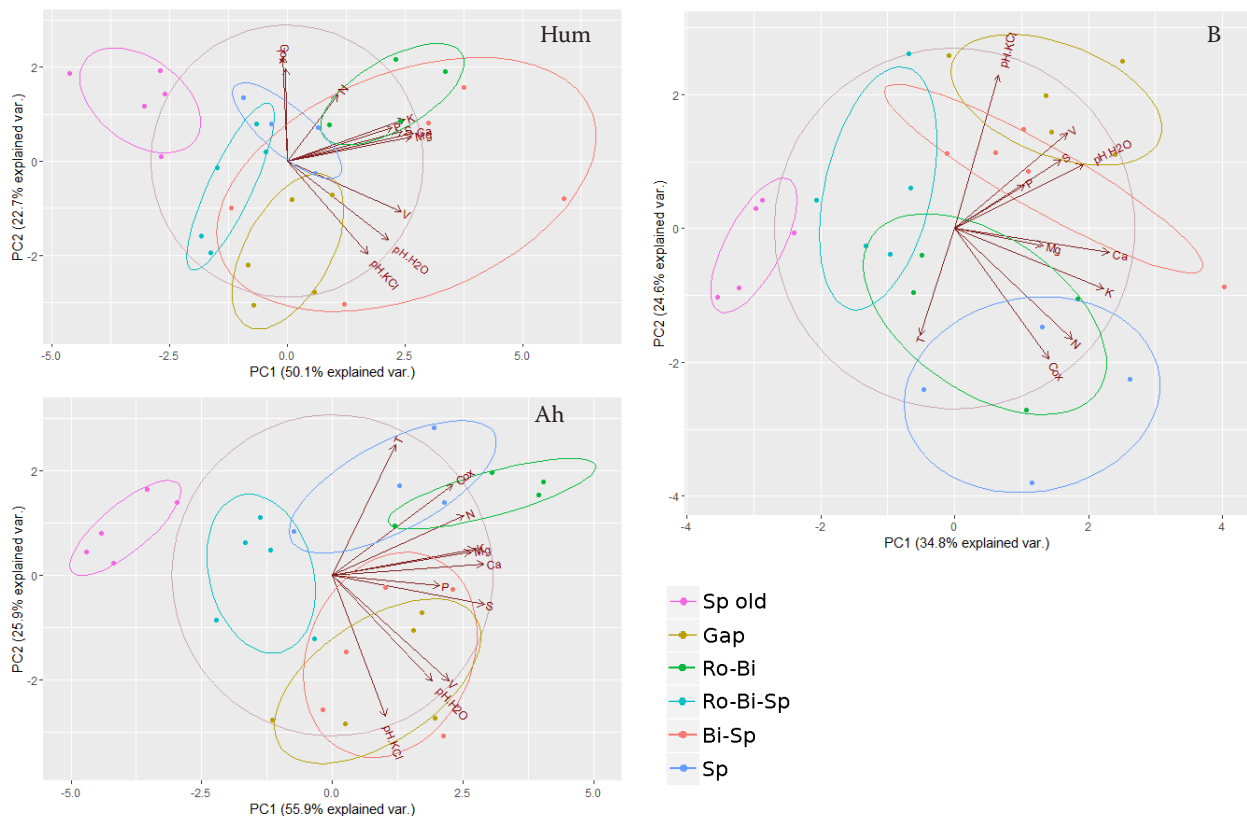 Hum
2
0
-2
PC2 (22.7% explained var.)
N
K
P
S
Ca
Mg
V
pH.H2O
pH.KCl
-5.0
-2.5
0.0
2.5
5.0
PC1 (50.1% explained var.)
Ah
2
0
-2
PC2 (25.9% explained var.)
T
Cox
N
K
Mg
Ca
P
S
V
pH.H2O
pH.KCl
-5.0
-2.5
0.0
2.5
5.0
PC1 (55.9% explained var.)
B
2
0
-2
-4
PC2 (24.6% explained var.)
pH.KCl
V
S
pH.H2O
P
Mg
Ca
K
N
Cox
T
-4
-2
0
2
4
PC1 (34.8% explained var.)
Sp old
Gap
Ro-Bi
Ro-Bi-Sp
Bi-Sp
Sp